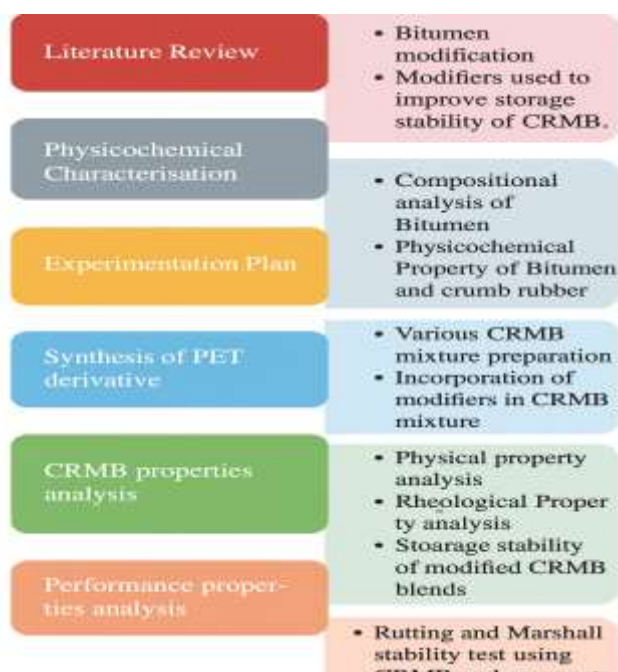 Literature Review
• Bitumen
modification
• Modifiers used to
improve storage
stability of CRMB.
Physicochemical
Characterisation
• Compositional
analysis of
Bitumen
• Physicochemical
Property of Bitumen
and crumb rubber
Experimentation Plan
Synthesis of PET
derivative
• Various CRMB
mixture preparation
• Incorporation of
modifiers in CRMB
mixture
CRMB properties
analysis
• Physical property
analysis
• Rheological Proper
ty analysis
• Stoarage stability
of modified CRMB
blends
Performance proper-
ties analysis
• Rutting and Marshall
stability test using